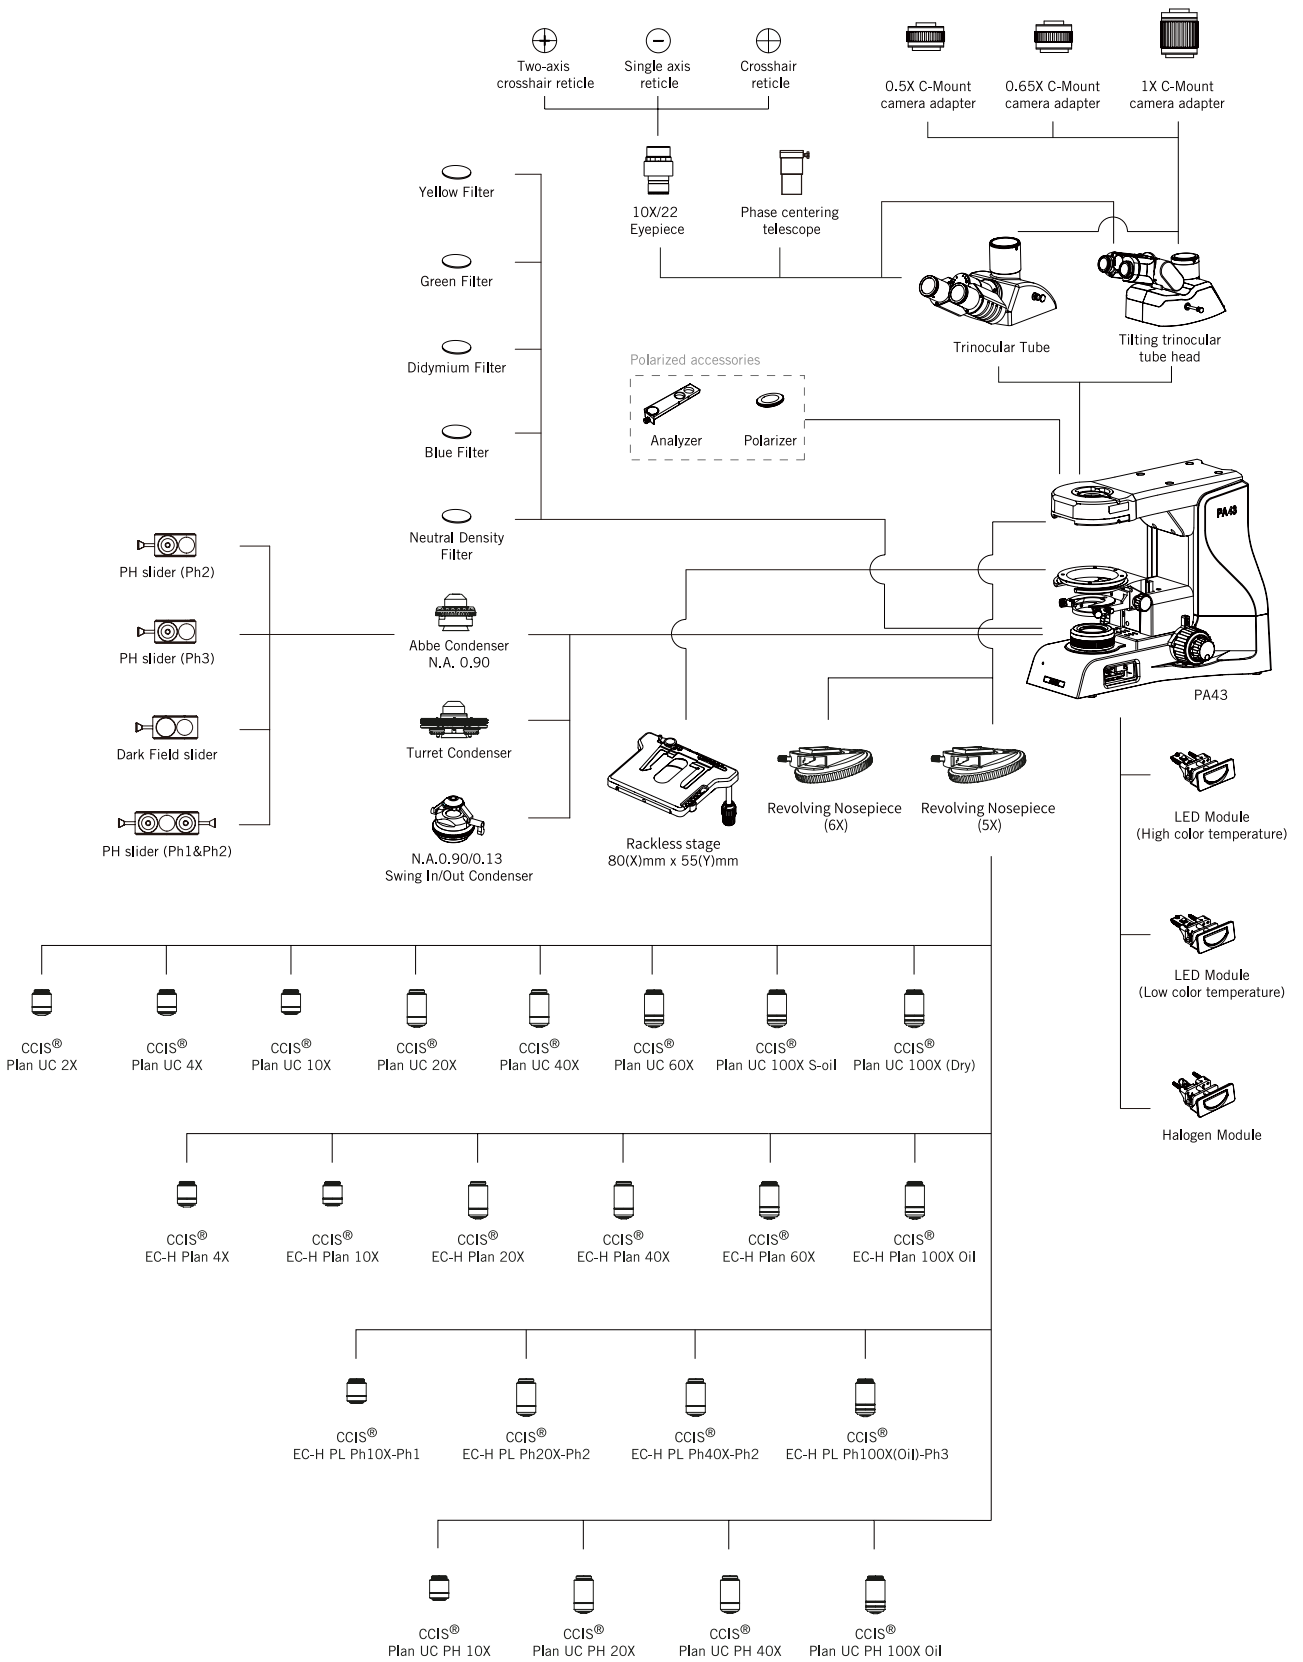 Two-axis
crosshair reticle
Single axis
reticle
Crosshair
reticle
0.5X C-Mount
camera adapter
0.65X C-Mount
camera adapter
1X C-Mount
camera adapter
Yellow Filter
10X/22
Eyepiece
Phase centering
telescope
Green Filter
Trinocular Tube
Tilting trinocular
tube head
Didymium Filter
Polarized accessories
Analyzer
Polarizer
Blue Filter
PA43
Neutral Density
Filter
PH slider (Ph2)
PH slider (Ph3)
Abbe Condenser
N.A. 0.90
PA43
Dark Field slider
Turret Condenser
PH slider (Ph1&Ph2)
N.A.0.90/0.13
Swing In/Out Condenser
Rackless stage
80(X)mm x 55(Y)mm
Revolving Nosepiece
(6X)
Revolving Nosepiece
(5X)
LED Module
(High color temperature)
LED Module
(Low color temperature)
Halogen Module
CCIS®
Plan UC 2X
CCIS®
Plan UC 4X
CCIS®
Plan UC 10X
CCIS®
Plan UC 20X
CCIS®
Plan UC 40X
CCIS®
Plan UC 60X
CCIS®
Plan UC 100X S-oil
CCIS®
Plan UC 100X (Dry)
CCIS®
EC-H Plan 4X
CCIS®
EC-H Plan 10X
CCIS®
EC-H Plan 20X
CCIS®
EC-H Plan 40X
CCIS®
EC-H Plan 60X
CCIS®
EC-H Plan 100X Oil
CCIS®
EC-H PL Ph10X-Ph1
CCIS®
EC-H PL Ph20X-Ph2
CCIS®
EC-H PL Ph40X-Ph2
CCIS®
EC-H PL Ph100X(Oil)-Ph3
CCIS®
Plan UC PH 10X
CCIS®
Plan UC PH 20X
CCIS®
Plan UC PH 40X
CCIS®
Plan UC PH 100X Oil